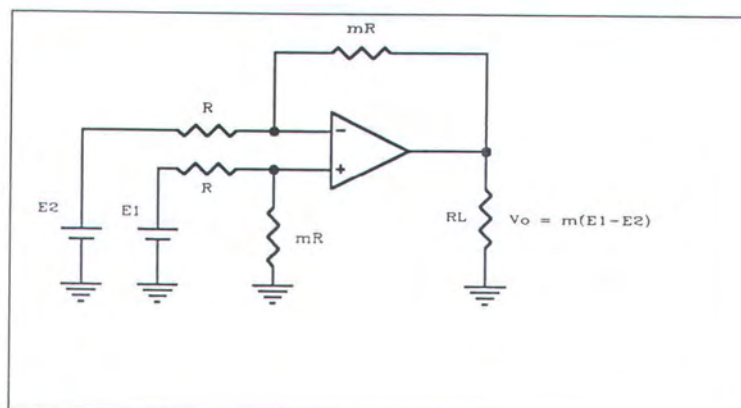 mR
R
-
+
R
E2
E1
mR
RL
Vo = m(E1-E2)